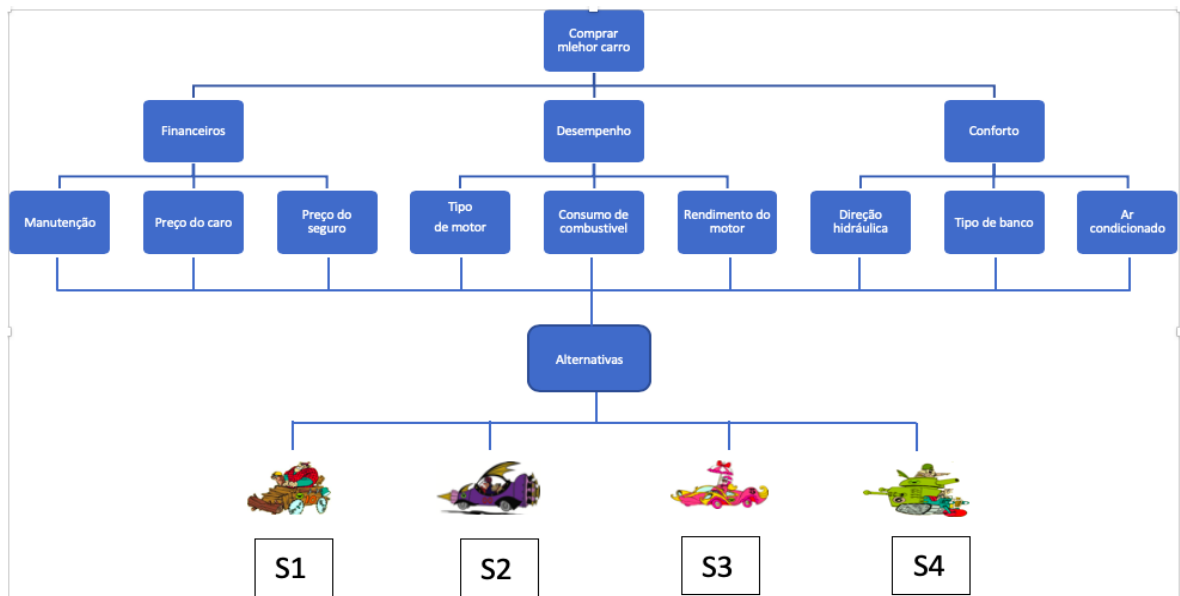 Comprar
mlehor carro
Financeiros
Desempenho
Conforto
Manutenção
Preço do caro
Preço do
seguro
Tipo
de motor
Consumo de
combustivel
Rendimento do
motor
Direção
hidráulica
Tipo de banco
Ar
condicionado
Alternativas
S1
S2
S3
S4